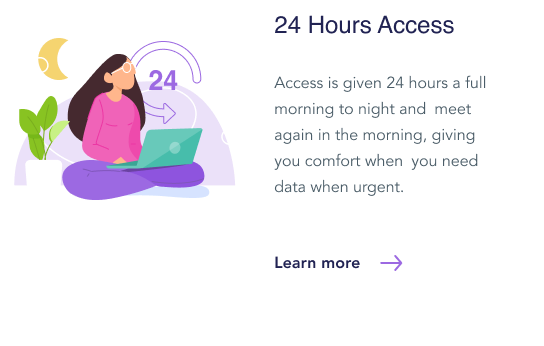 24 Hours Access
24
Access is given 24 hours a full
morning to night and  meet
again in the morning, giving
you comfort when  you need
data when urgent.
Learn more